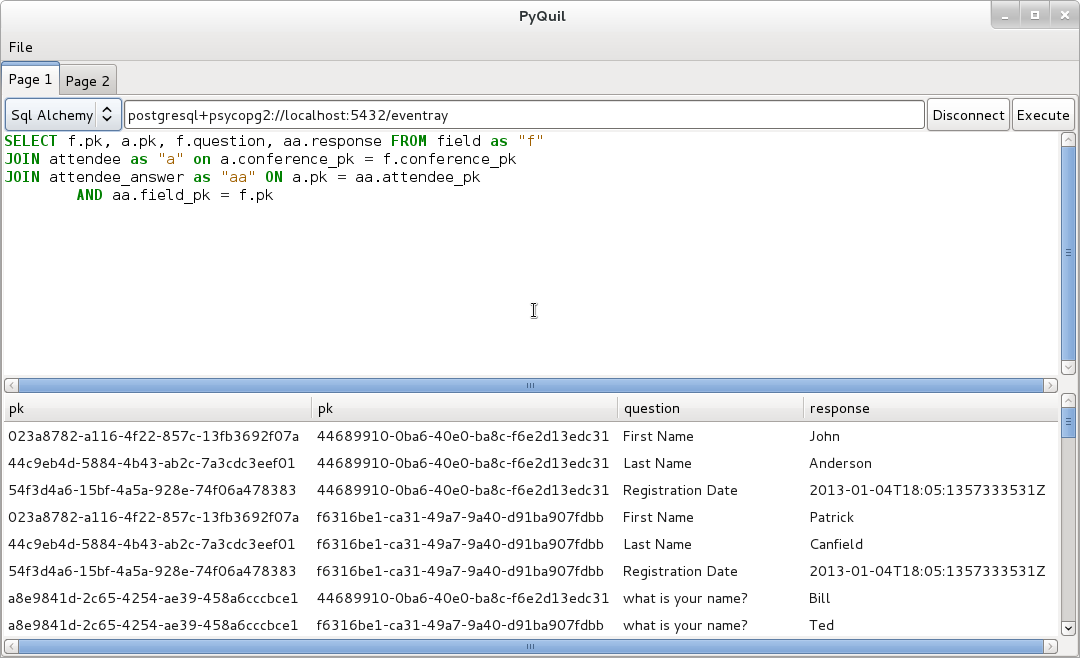 PyQuil
File
Page 1 Page 2
Sql Alchemy postgresql+psycopg2://localhost:5432/eventray Disconnect Execute
SELECT f.pk, a.pk, f.question, aa.response FROM field as "f"
JOIN attendee as "a" on a.conference_pk = f.conference_pk
JOIN attendee_answer as "aa" ON a.pk = aa.attendee_pk
AND aa.field_pk = f.pk
pk pk question response
023a8782-a116-4f22-857c-13fb3692f07a 44689910-0ba6-40e0-ba8c-f6e2d13edc31 First Name John
44c9eb4d-5884-4b43-ab2c-7a3cdc3eef01 44689910-0ba6-40e0-ba8c-f6e2d13edc31 Last Name Anderson
54f3d4a6-15bf-4a5a-928e-74f06a478383 44689910-0ba6-40e0-ba8c-f6e2d13edc31 Registration Date 2013-01-04T18:05:1357333531Z
023a8782-a116-4f22-857c-13fb3692f07a f6316be1-ca31-49a7-9a40-d91ba907fdbb First Name Patrick
44c9eb4d-5884-4b43-ab2c-7a3cdc3eef01 f6316be1-ca31-49a7-9a40-d91ba907fdbb Last Name Canfield
54f3d4a6-15bf-4a5a-928e-74f06a478383 f6316be1-ca31-49a7-9a40-d91ba907fdbb Registration Date 2013-01-04T18:05:1357333531Z
a8e9841d-2c65-4254-ae39-458a6cccbce1 44689910-0ba6-40e0-ba8c-f6e2d13edc31 what is your name? Bill
a8e9841d-2c65-4254-ae39-458a6cccbce1 f6316be1-ca31-49a7-9a40-d91ba907fdbb what is your name? Ted